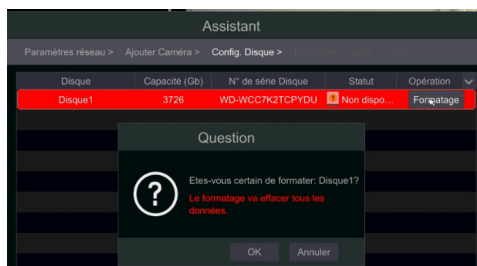 Assistant
Paramètres réseau > Ajouter Caméra > Config. Disque >
Disque Capacité (Gb) N° de série Disque Statut Opération
Disque1 3726 WD-WCC7K2TCPYDU Non dispo... Formatage
Question
Etes-vous certain de formater: Disque1?
Le formatage va effacer tous les
données.
OK Annuler